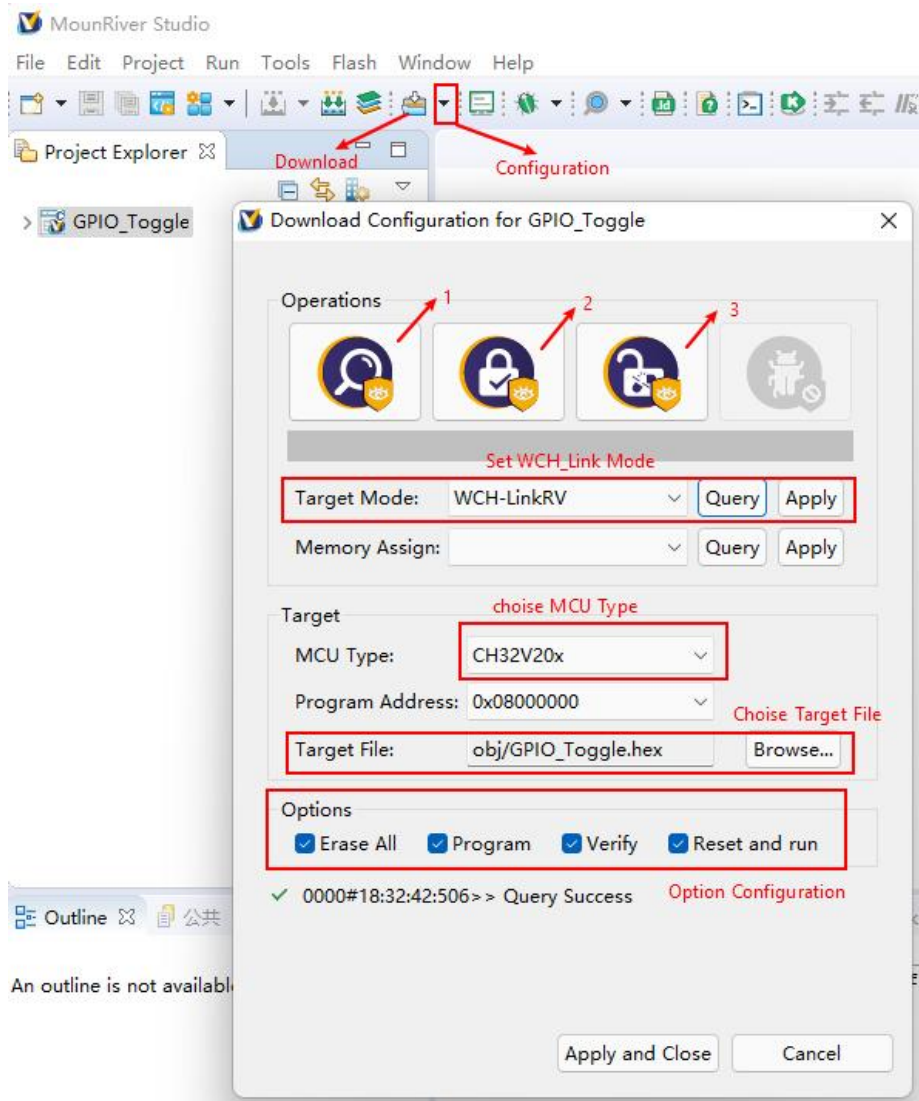 MounRiver Studio
File Edit Project Run Tools Flash Window Help
Project Explorer
Download
Configuration
GPIO_Toggle
Download Configuration for GPIO_Toggle
Operations
1
2
3
Set WCH_Link Mode
Target Mode: WCH-LinkRV Query Apply
Memory Assign: Query Apply
Target
choise MCU Type
MCU Type: CH32V20x
Program Address: 0x08000000
Choise Target File
Target File: obj/GPIO_Toggle.hex Browse...
Options
Erase All Program Verify Reset and run
0000#18:32:42:506>> Query Success
Option Configuration
Outline 公共
An outline is not availabl
Apply and Close Cancel